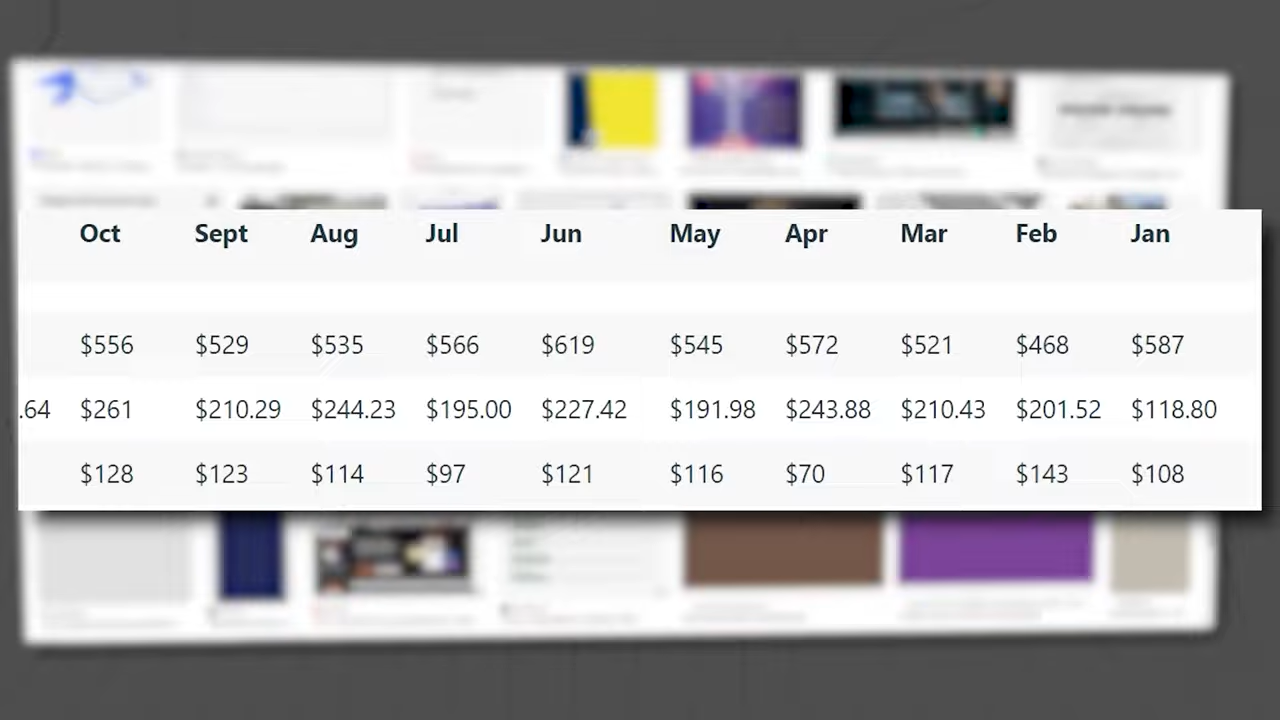 Oct Sept Aug Jul Jun May Apr Mar Feb Jan
$556 $529 $535 $566 $619 $545 $572 $521 $468 $587
.64 $261 $210.29 $244.23 $195.00 $227.42 $191.98 $243.88 $210.43 $201.52 $118.80
$128 $123 $114 $97 $121 $116 $70 $117 $143 $108